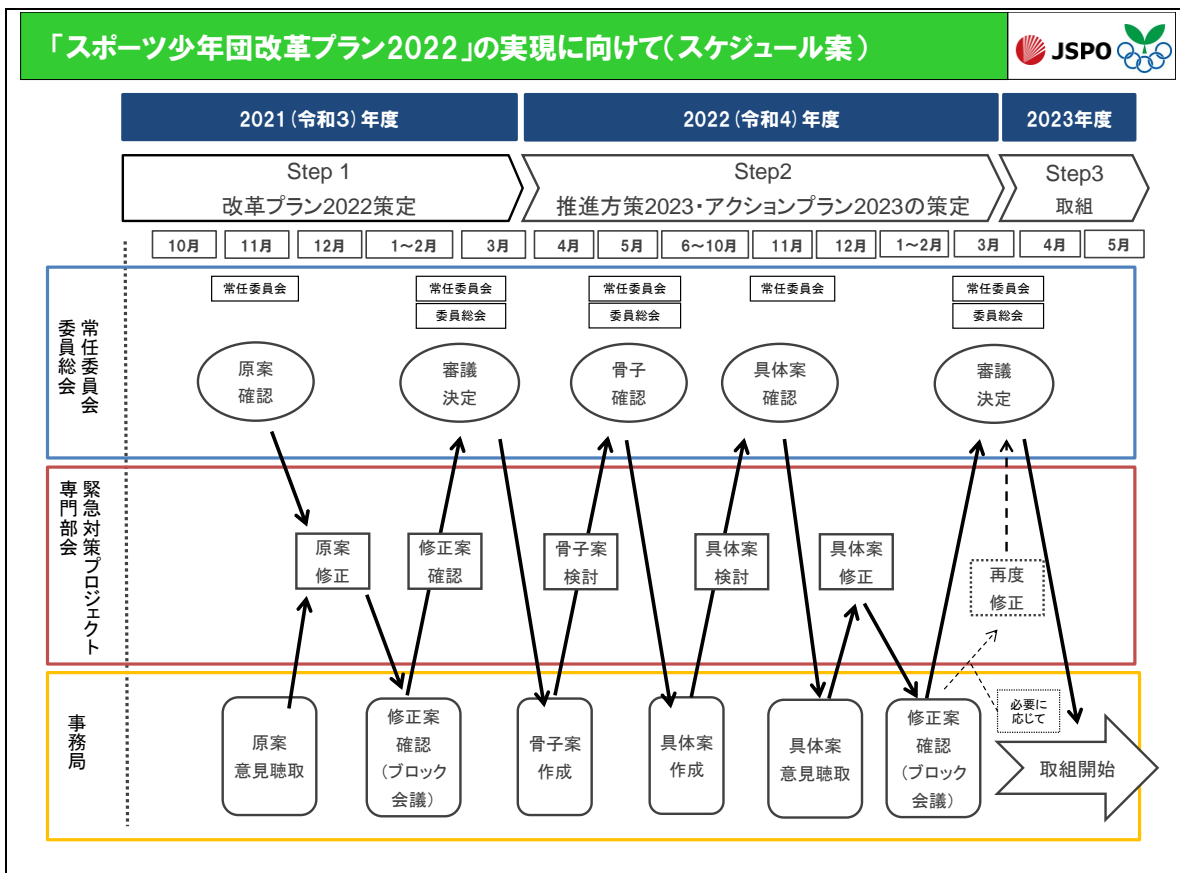 「スポーツ少年団改革プラン2022」の実現に向けて(スケジュール案)
JSPO
2021(令和3)年度
2022(令和4)年度
2023年度
Step 1
改革プラン2022策定
Step2
推進方策2023・アクションプラン2023の策定
Step3
取組
10月
11月
12月
1～2月
3月
4月
5月
6～10月
11月
12月
1～2月
3月
4月
5月
常任委員会
委員総会
常任委員会
常任委員会
委員総会
常任委員会
委員総会
常任委員会
常任委員会
委員総会
原案
確認
審議
決定
骨子
確認
具体案
確認
審議
決定
緊急対策プロジェクト
専門部会
原案
修正
修正案
確認
骨子案
検討
具体案
検討
具体案
修正
再度
修正
事務局
原案
意見聴取
修正案
確認
(ブロック
会議)
骨子案
作成
具体案
作成
具体案
意見聴取
修正案
確認
(ブロック
会議)
必要に
応じて
取組開始